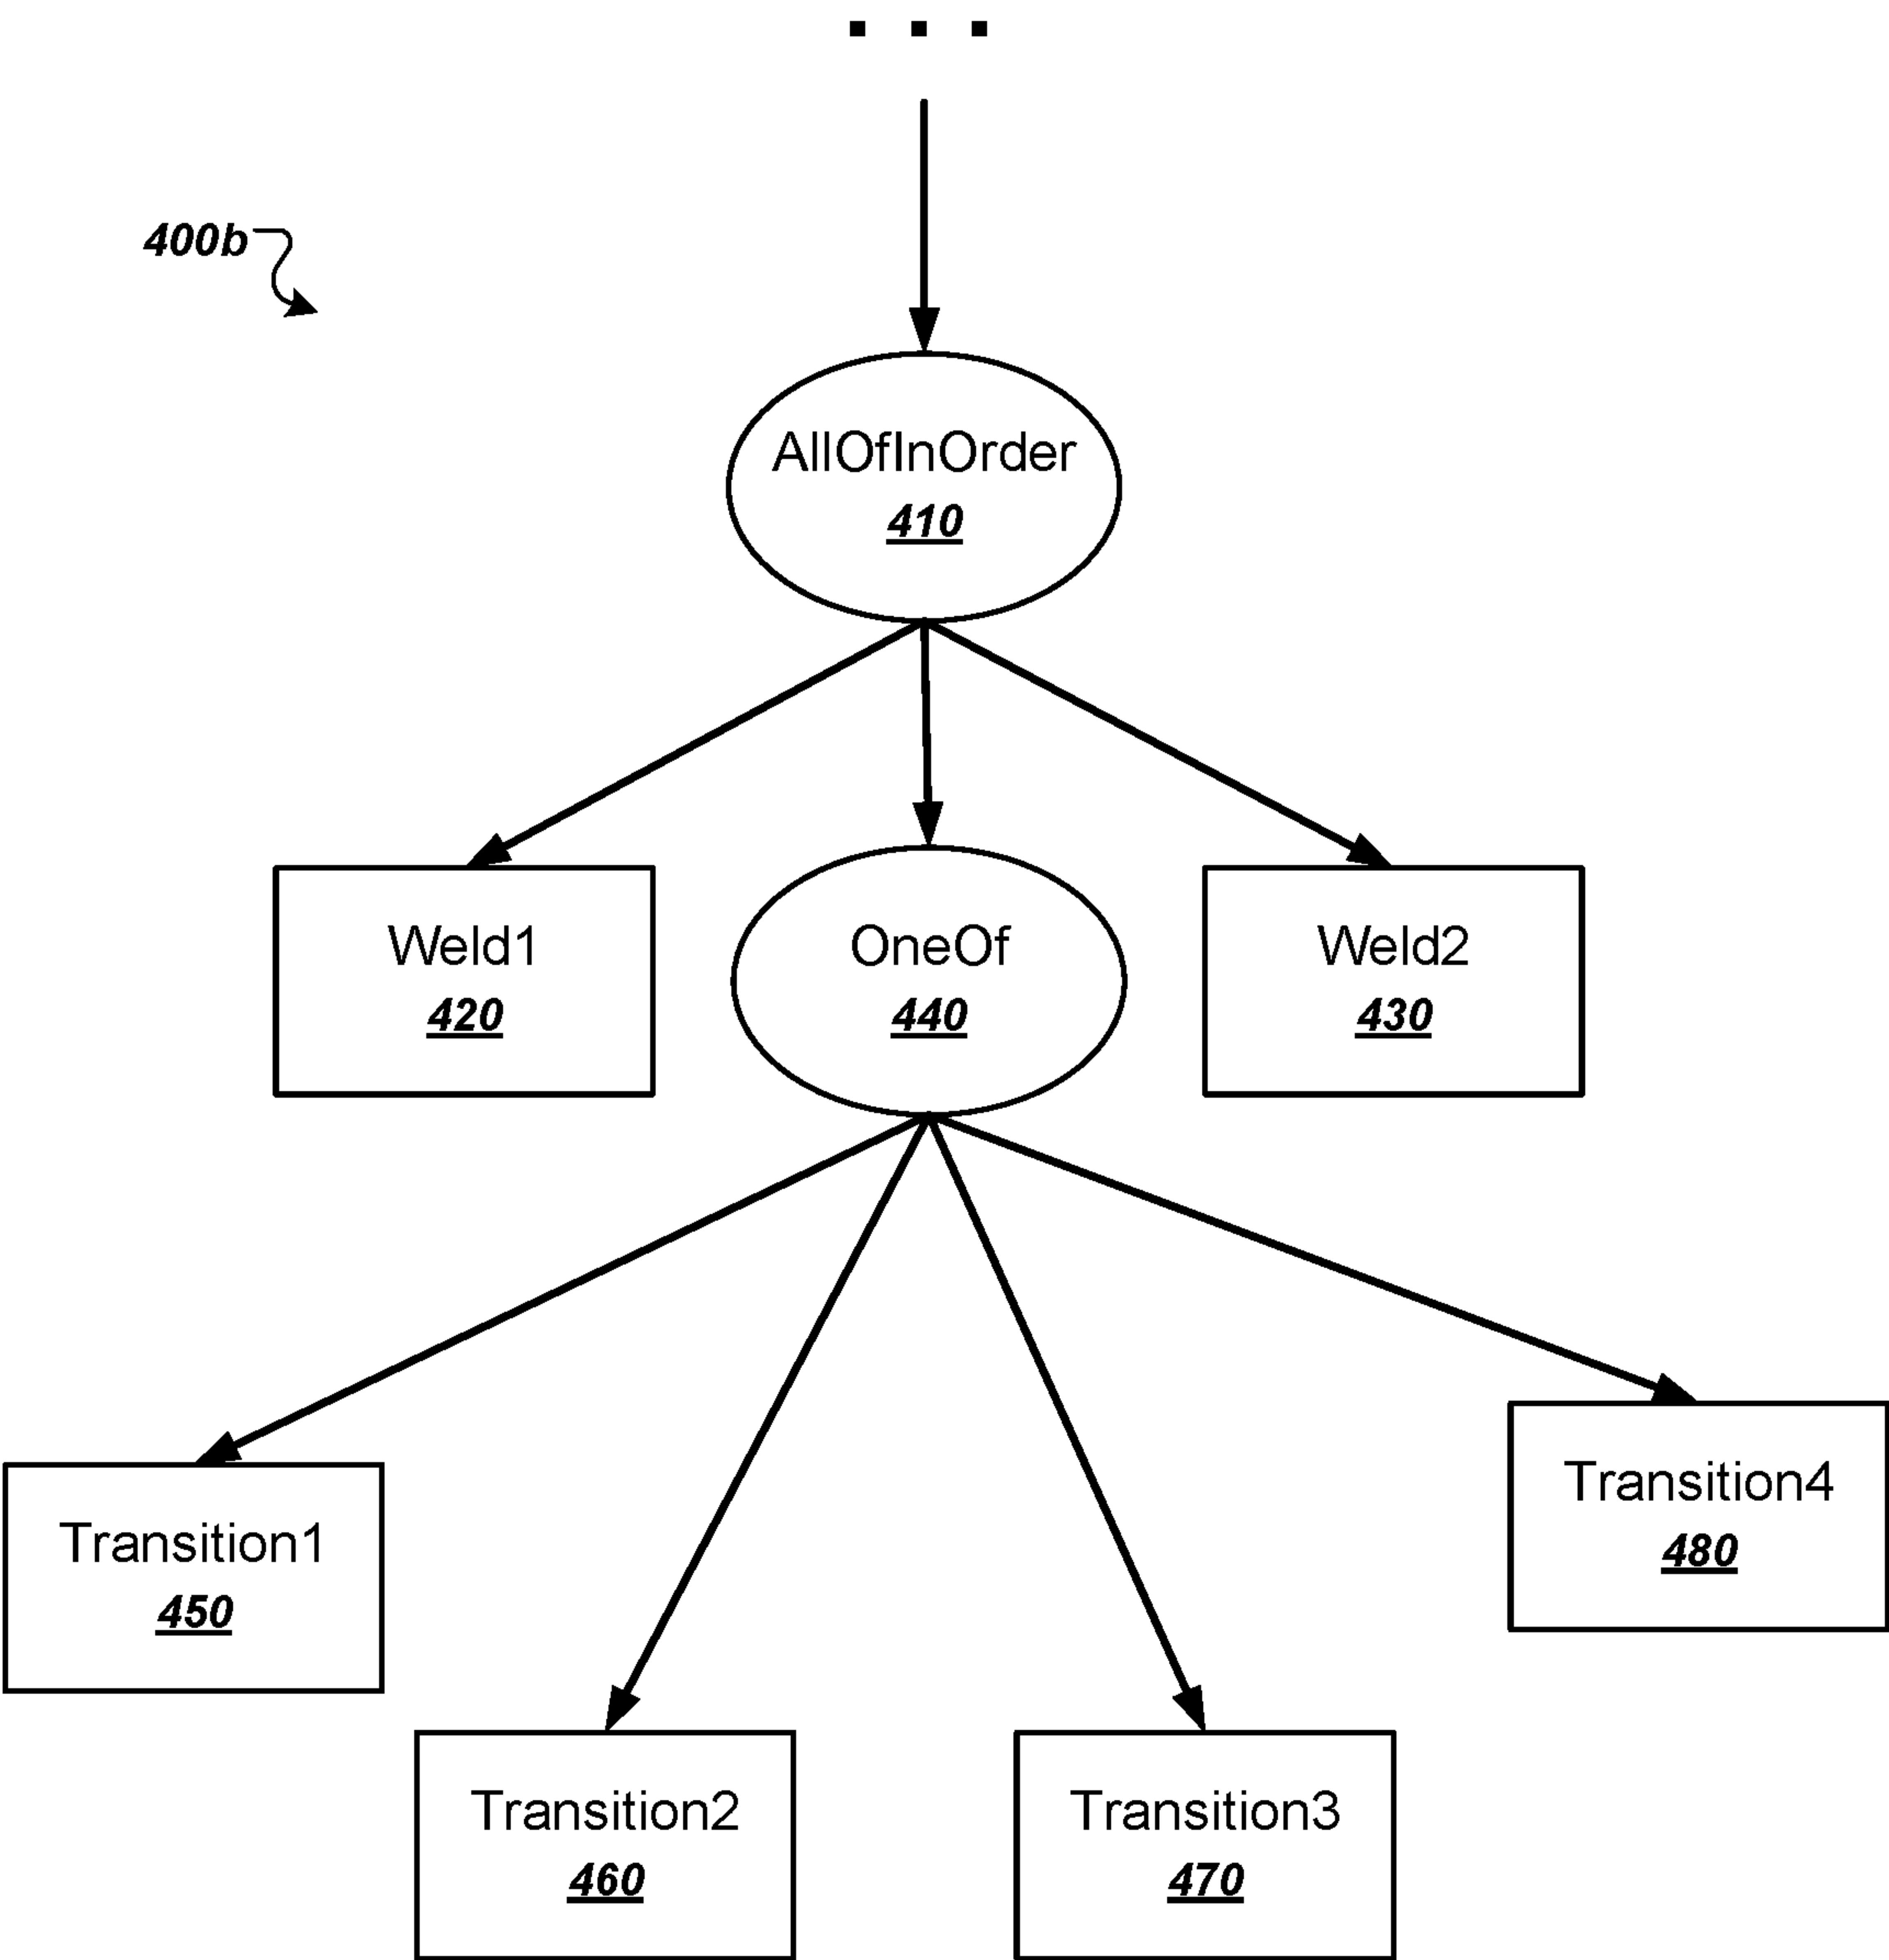 . . .
400b
AllOfInOrder
410
Weld1
420
OneOf
440
Weld2
430
Transition1
450
Transition2
460
Transition3
470
Transition4
480